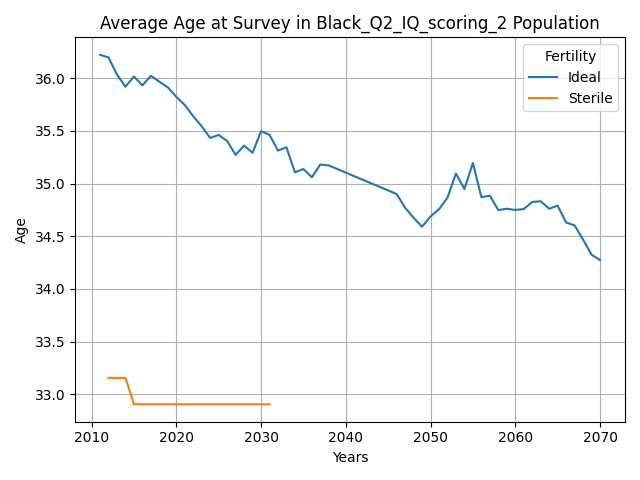 Average Age at Survey in Black_Q2_IQ_scoring_2 Population
Fertility
Ideal
Sterile
Age
36.0
35.5
35.0
34.5
34.0
33.5
33.0
2010 2020 2030 2040 2050 2060 2070
Years